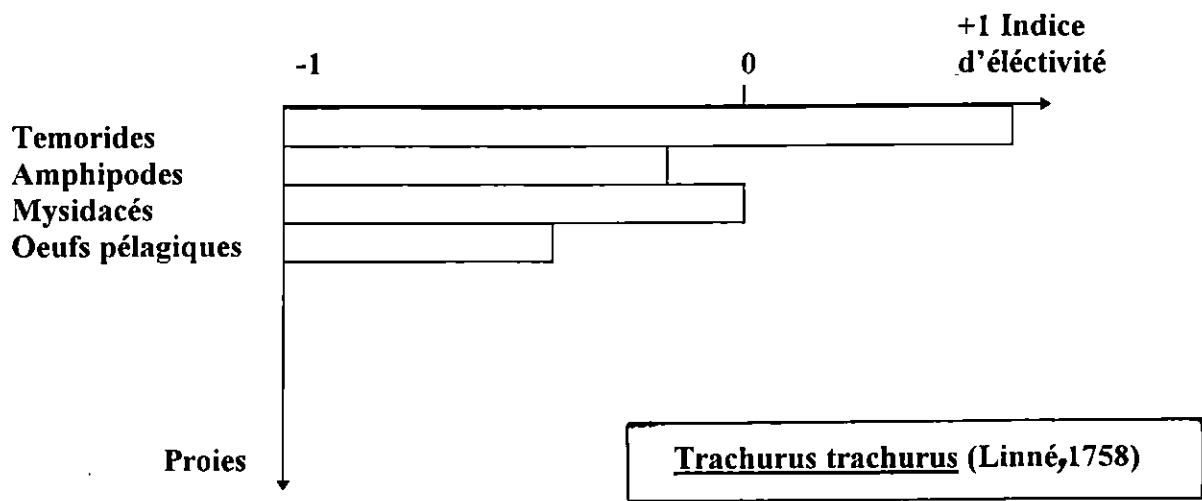 +1 Indice
-1 0 d'éléctivité
Temorides
Amphipodes
Mysidacés
Oeufs pélagiques
Proies
Trachurus trachurus (Linné,1758)